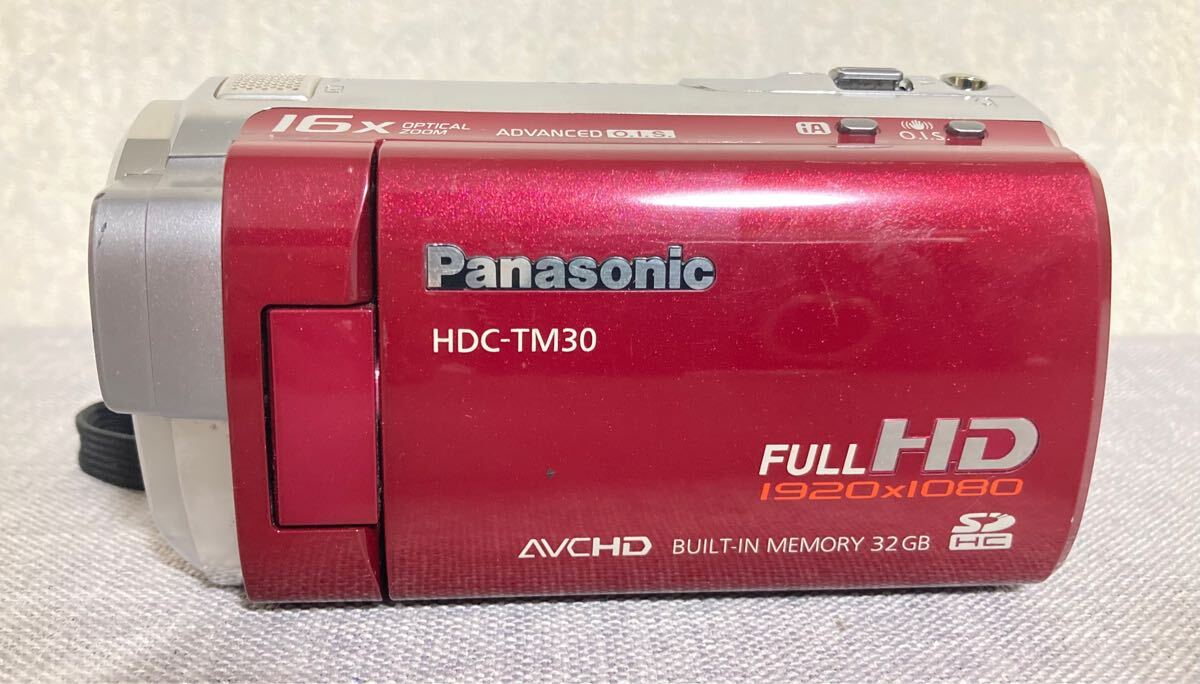 16x OPTICAL ZOOM
ADVANCED O.I.S.
iA
O.I.S.
Panasonic
HDC-TM30
FULL HD
1920x1080
AVCHD BUILT-IN MEMORY 32GB SD HC